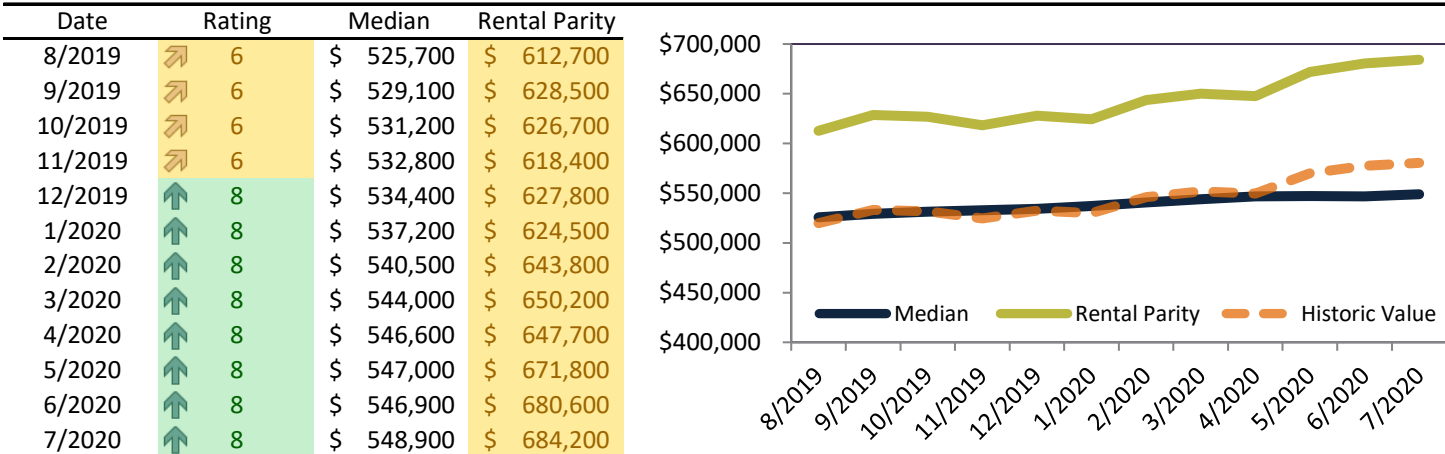 Date Rating Median Rental Parity
8/2019 6 $ 525,700 $ 612,700
9/2019 6 $ 529,100 $ 628,500
10/2019 6 $ 531,200 $ 626,700
11/2019 6 $ 532,800 $ 618,400
12/2019 8 $ 534,400 $ 627,800
1/2020 8 $ 537,200 $ 624,500
2/2020 8 $ 540,500 $ 643,800
3/2020 8 $ 544,000 $ 650,200
4/2020 8 $ 546,600 $ 647,700
5/2020 8 $ 547,000 $ 671,800
6/2020 8 $ 546,900 $ 680,600
7/2020 8 $ 548,900 $ 684,200
$700,000
$650,000
$600,000
$550,000
$500,000
$450,000
$400,000
Median Rental Parity Historic Value
8/2019 9/2019 10/2019 11/2019 12/2019 1/2020 2/2020 3/2020 4/2020 5/2020 6/2020 7/2020